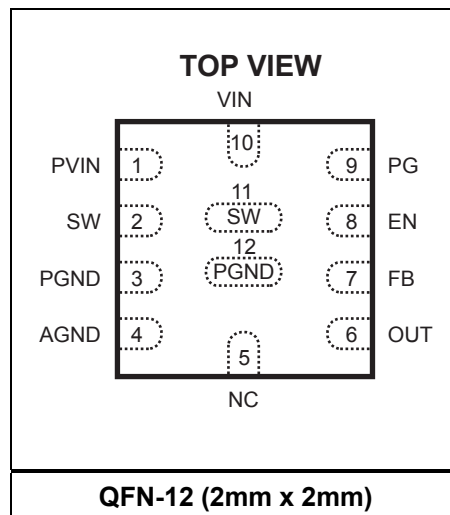 TOP VIEW
VIN
10
PVIN 1 9 PG
11
SW 2 SW 8 EN
12
PGND 3 PGND 7 FB
AGND 4 6 OUT
5
NC
QFN-12 (2mm x 2mm)